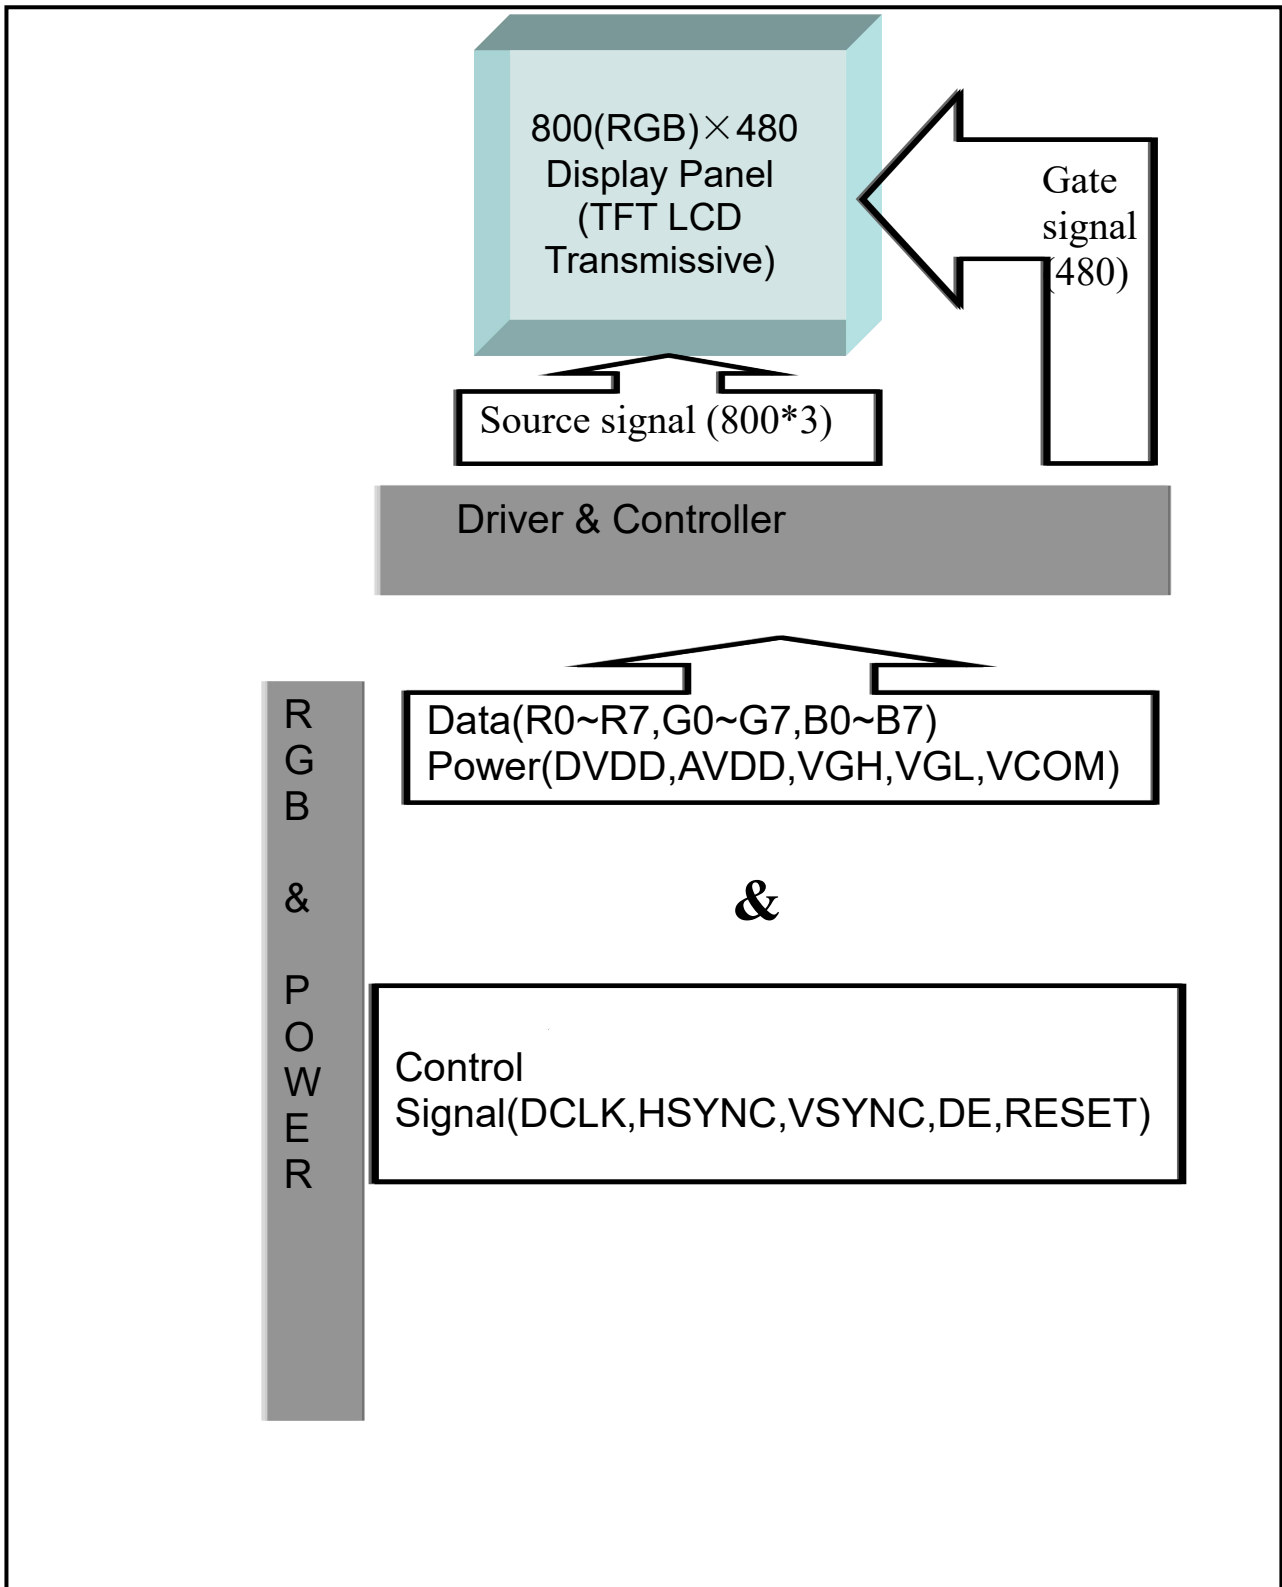 800(RGB)×480
Display Panel
(TFT LCD
Transmissive)
Gate
signal
(480)
Source signal (800*3)
Driver & Controller
R
G
B
&
P
O
W
E
R
Data(R0~R7,G0~G7,B0~B7)
Power(DVDD,AVDD,VGH,VGL,VCOM)
&
Control
Signal(DCLK,HSYNC,VSYNC,DE,RESET)